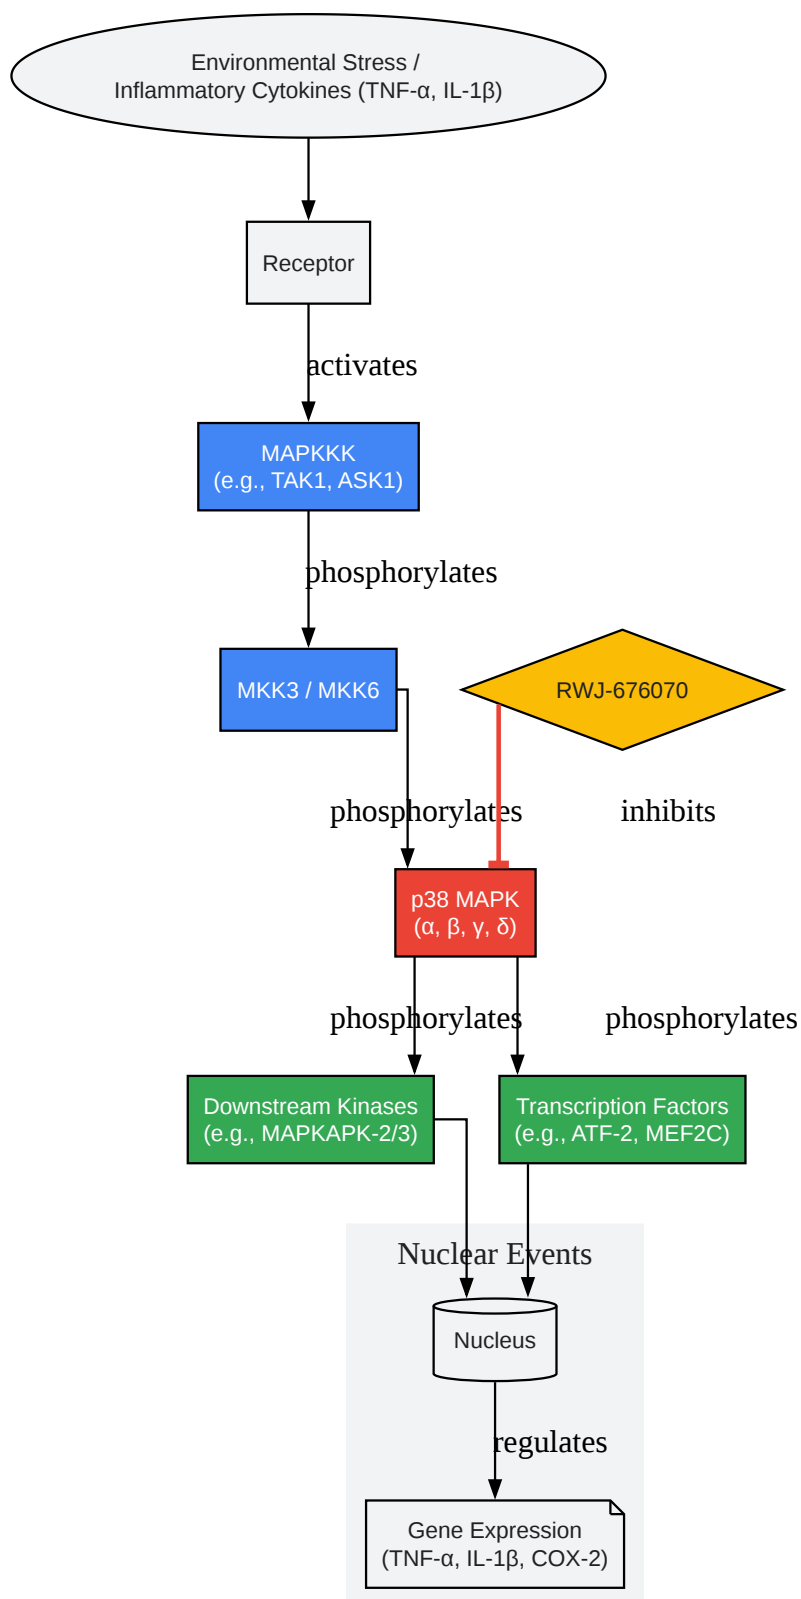 Environmental Stress /
Inflammatory Cytokines (TNF-α, IL-1β)
Receptor
activates
MAPKKK
(e.g., TAK1, ASK1)
phosphorylates
MKK3 / MKK6
RWJ-676070
phosphorylates
inhibits
p38 MAPK
(α, β, γ, δ)
phosphorylates
phosphorylates
Downstream Kinases
(e.g., MAPKAPK-2/3)
Transcription Factors
(e.g., ATF-2, MEF2C)
Nuclear Events
Nucleus
regulates
Gene Expression
(TNF-α, IL-1β, COX-2)